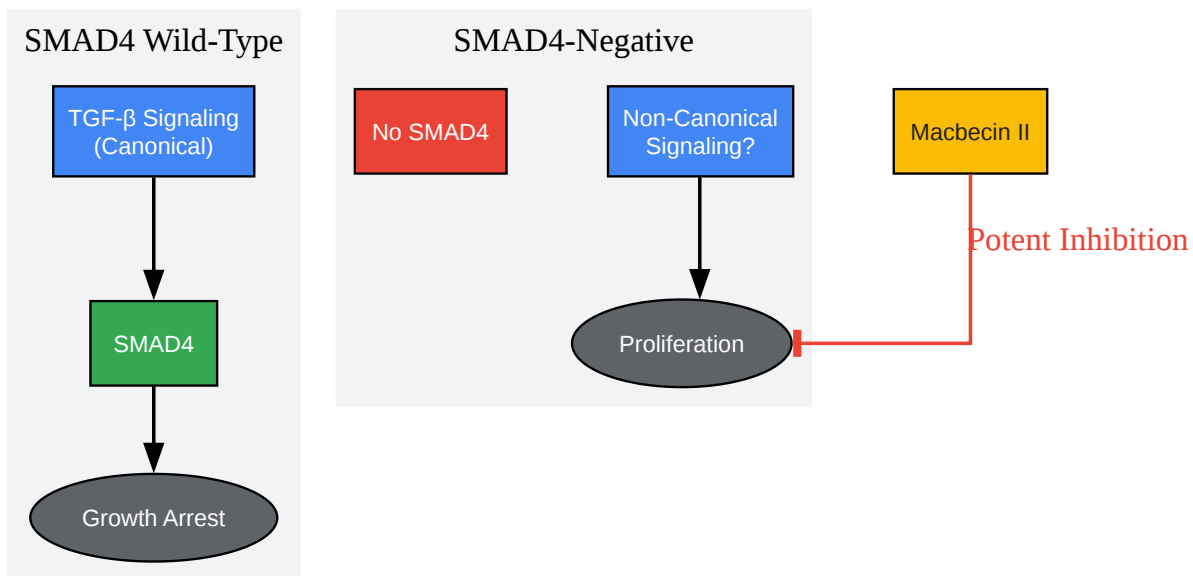 SMAD4 Wild-Type
TGF-β Signaling
(Canonical)
SMAD4
Growth Arrest
SMAD4-Negative
No SMAD4
Non-Canonical
Signaling?
Proliferation
Macbecin II
Potent Inhibition